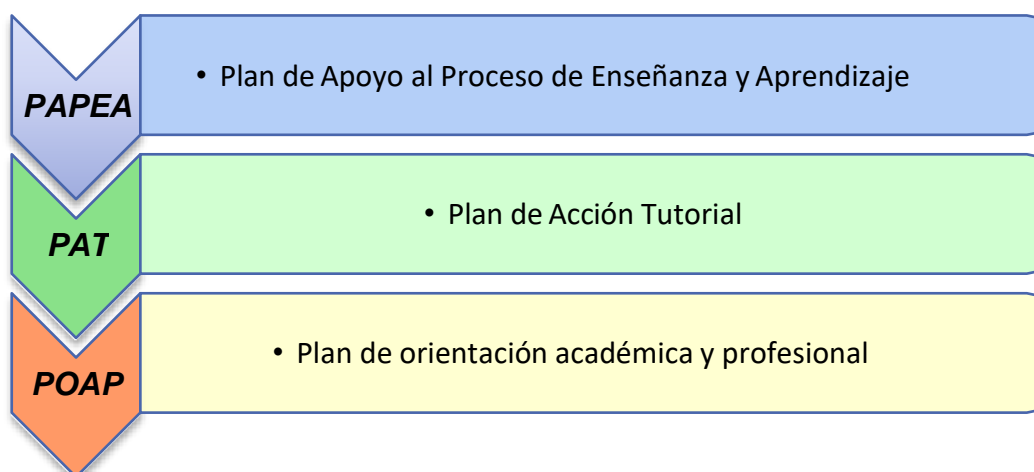 PAPEA
• Plan de Apoyo al Proceso de Enseñanza y Aprendizaje
PAT
• Plan de Acción Tutorial
POAP
• Plan de orientación académica y profesional